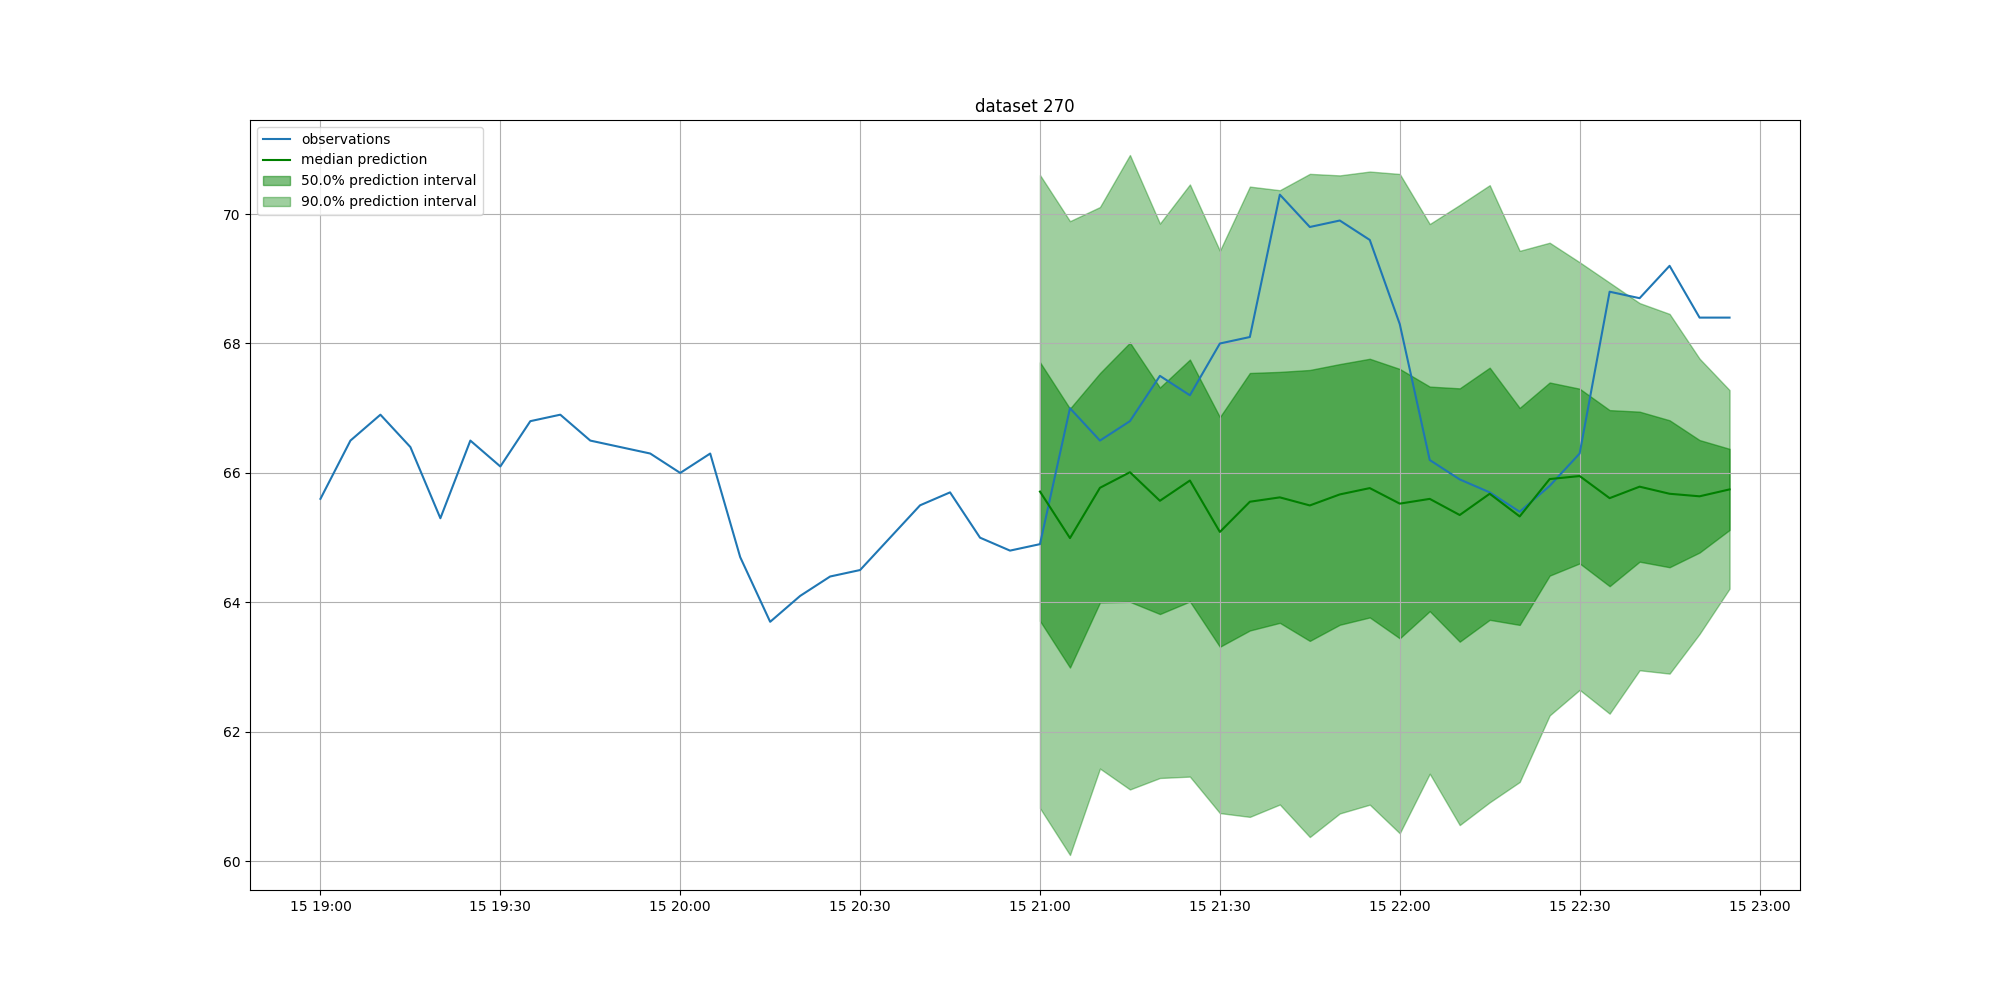 dataset 270
observations
median prediction
50.0% prediction interval
90.0% prediction interval
70
68
66
64
62
60
15 19:00 15 19:30 15 20:00 15 20:30 15 21:00 15 21:30 15 22:00 15 22:30 15 23:00